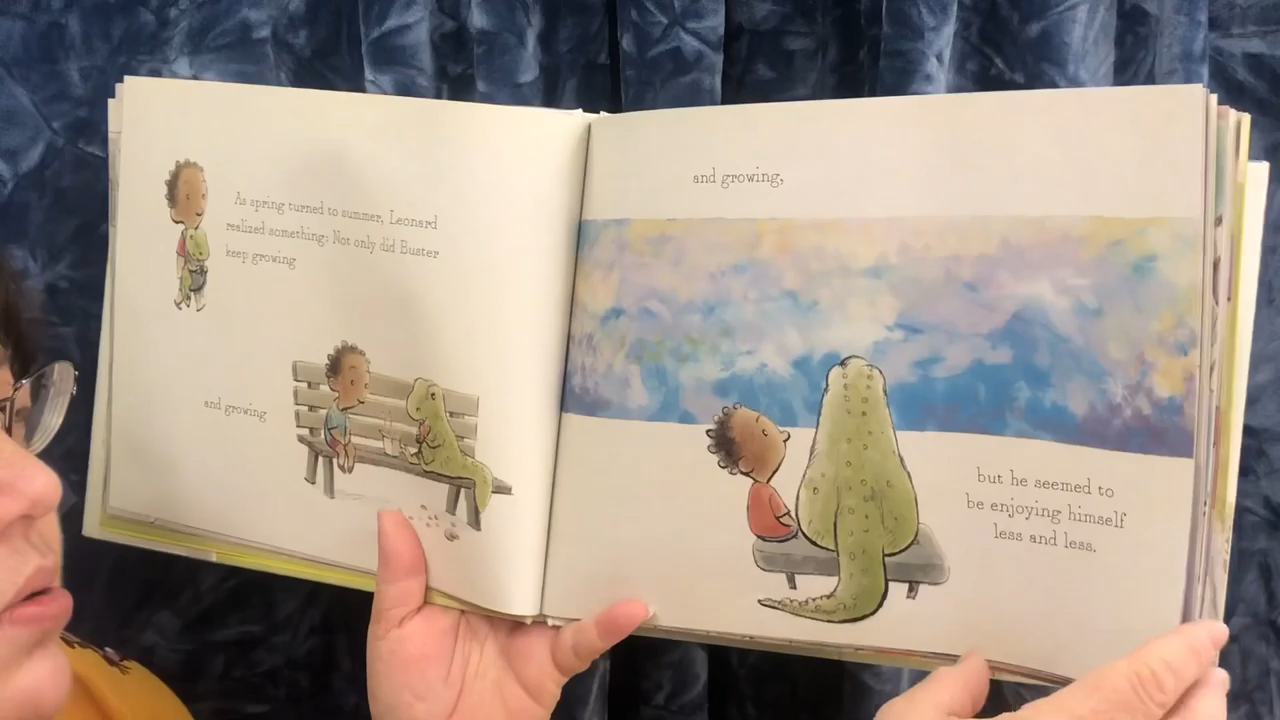 As spring turned to summer, Leonard
realized something: Not only did Buster
keep growing
and growing
and growing,
but he seemed to
be enjoying himself
less and less.